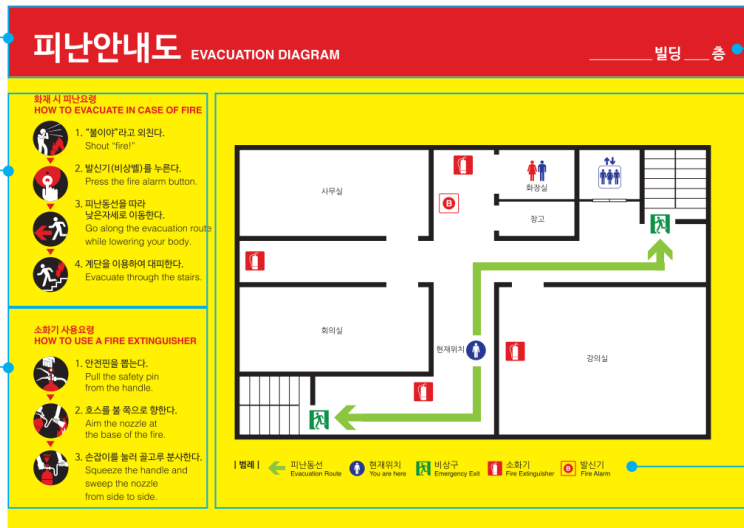 피난안내도 EVACUATION DIAGRAM
빌딩 층
화재 시 피난요령
HOW TO EVACUATE IN CASE OF FIRE
1. "불이야"라고 외친다.
Shout "fire!"
2. 발신기(비상벨)를 누른다.
Press the fire alarm button.
3. 피난동선을 따라
낮은자세로 이동한다.
Go along the evacuation route
while lowering your body.
4. 계단을 이용하여 대피한다.
Evacuate through the stairs.
소화기 사용요령
HOW TO USE A FIRE EXTINGUISHER
1. 안전핀을 뽑는다.
Pull the safety pin
from the handle.
2. 호스를 불 쪽으로 향한다.
Aim the nozzle at
the base of the fire.
3. 손잡이를 눌러 골고루 분사한다.
Squeeze the handle and
sweep the nozzle
from side to side.
사무실
B
화장실
창고
회의실
현재위치
강의실
| 범례 |
피난동선
Evacuation Route
현재위치
You are here
비상구
Emergency Exit
소화기
Fire Extinguisher
B
발신기
Fire Alarm